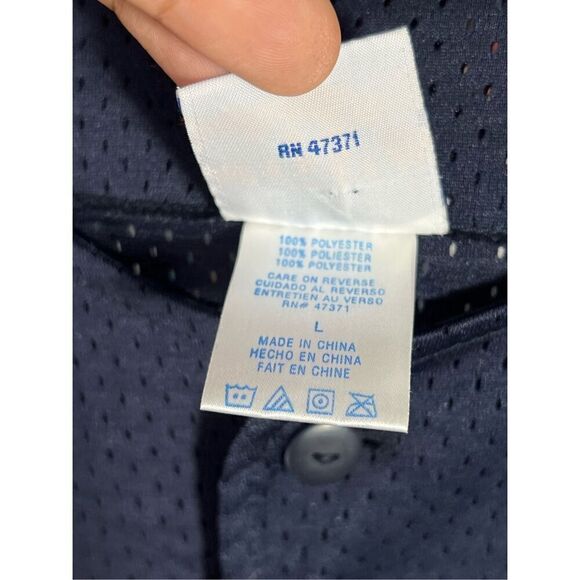 RN 47371
100% POLYESTER
100% POLYESTER
100% POLYESTER
CARE ON REVERSE
CUIDADO AL REVERSO
ENTRETIEN AU VERSO
RN# 47371
L
MADE IN CHINA
HECHO EN CHINA
FAIT EN CHINE